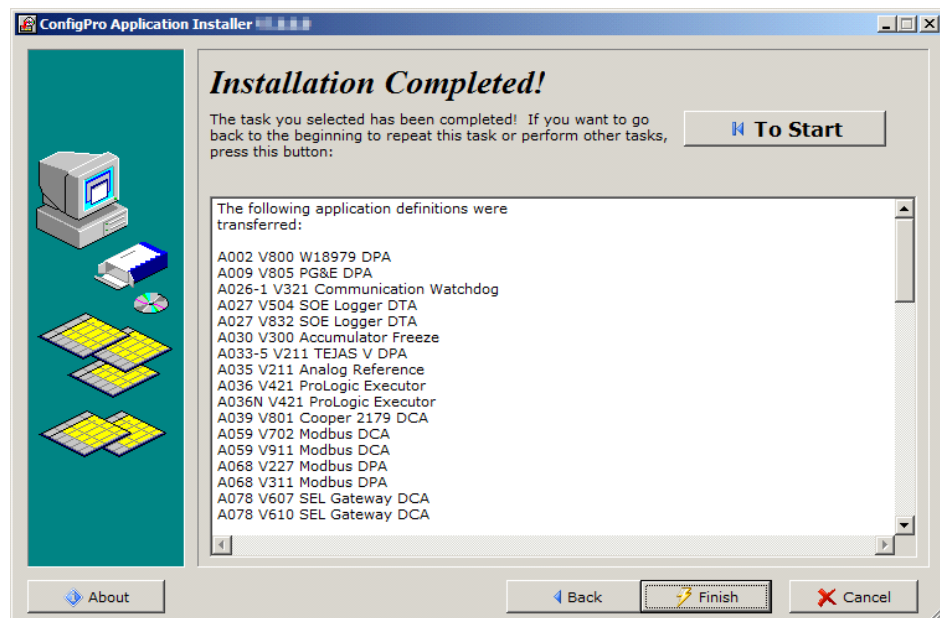 ConfigPro Application Installer
Installation Completed!
The task you selected has been completed! If you want to go
back to the beginning to repeat this task or perform other tasks,
press this button:
To Start
The following application definitions were
transferred:
A002 V800 W18979 DPA
A009 V805 PG&E DPA
A026-1 V321 Communication Watchdog
A027 V504 SOE Logger DTA
A027 V832 SOE Logger DTA
A030 V300 Accumulator Freeze
A033-5 V211 TEJAS V DPA
A035 V211 Analog Reference
A036 V421 ProLogic Executor
A036N V421 ProLogic Executor
A039 V801 Cooper 2179 DCA
A059 V702 Modbus DCA
A059 V911 Modbus DCA
A068 V227 Modbus DPA
A068 V311 Modbus DPA
A078 V607 SEL Gateway DCA
A078 V610 SEL Gateway DCA
About
Back
Finish
Cancel